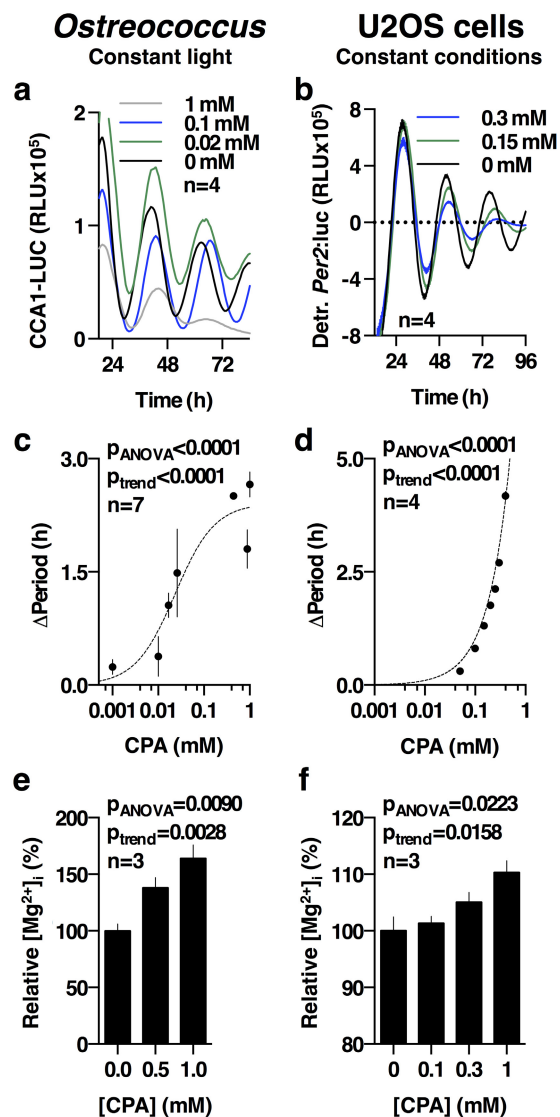 Ostreococcus
Constant light
U2OS cells
Constant conditions
a
CCA1-LUC (RLUx10⁵)
2
1
0
1 mM
0.1 mM
0.02 mM
0 mM
n=4
24 48 72
Time (h)
b
Detr. Per2:luc (RLUx10⁵)
8
4
0
-4
-8
0.3 mM
0.15 mM
0 mM
n=4
24 48 72 96
Time (h)
c
ΔPeriod (h)
3.0
1.5
0.0
pANOVA<0.0001
ptrend<0.0001
n=7
0.001 0.01 0.1 1
CPA (mM)
d
ΔPeriod (h)
5.0
2.5
0.0
pANOVA<0.0001
ptrend<0.0001
n=4
0.001 0.01 0.1 1
CPA (mM)
e
Relative [Mg²⁺]i (%)
200
150
100
50
0
pANOVA=0.0090
ptrend=0.0028
n=3
0.0 0.5 1.0
[CPA] (mM)
f
Relative [Mg²⁺]i (%)
120
110
100
90
80
pANOVA=0.0223
ptrend=0.0158
n=3
0 0.1 0.3 1
[CPA] (mM)